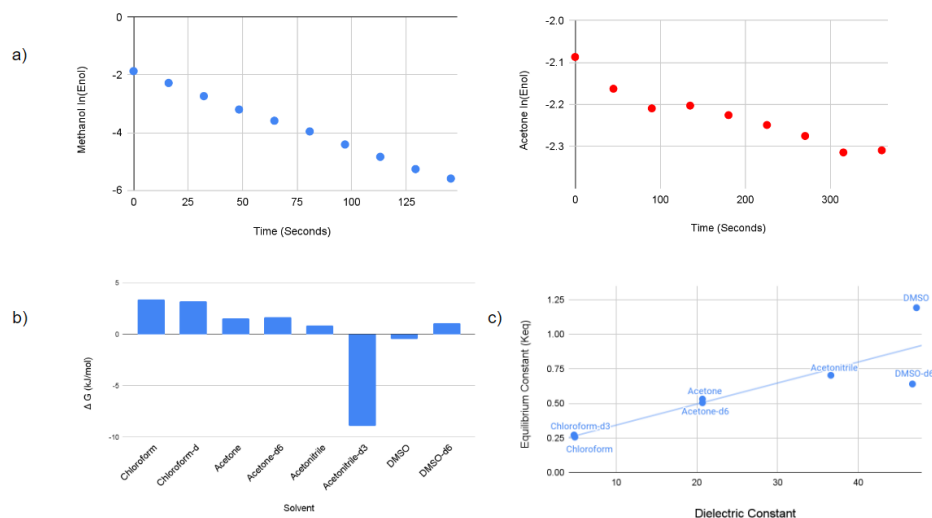 a)
Methanol ln(Enol)
0
-2
-4
-6
0
25
50
75
100
125
Time (Seconds)
Acetone ln(Enol)
-2.0
-2.1
-2.2
-2.3
0
100
200
300
Time (Seconds)
b)
Δ G (kJ/mol)
5
0
-5
-10
Chloroform
Chloroform-d
Acetone
Acetone-d6
Acetonitrile
Acetonitrile-d3
DMSO
DMSO-d6
Solvent
c)
Equilibrium Constant (Keq)
1.25
1.00
0.75
0.50
0.25
0.00
DMSO
Acetonitrile
DMSO-d6
Acetone
Acetone-d6
Chloroform-d3
Chloroform
10
20
30
40
Dielectric Constant